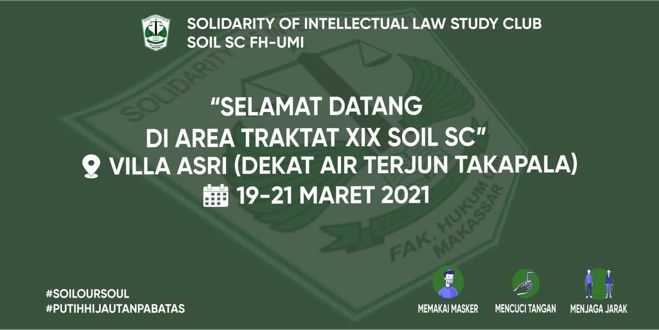 SOLIDARITY OF INTELLECTUAL LAW STUDY CLUB
SOIL SC FH-UMI
SOLIDARITY
“SELAMAT DATANG
DI AREA TRAKTAT XIX SOIL SC”
VILLA ASRI (DEKAT AIR TERJUN TAKAPALA)
19-21 MARET 2021
FAK. HUKUM
MAKASSAR
#SOILOURSOUL
#PUTIHHIJAUTANPABATAS
MEMAKAI MASKER
MENCUCI TANGAN
MENJAGA JARAK